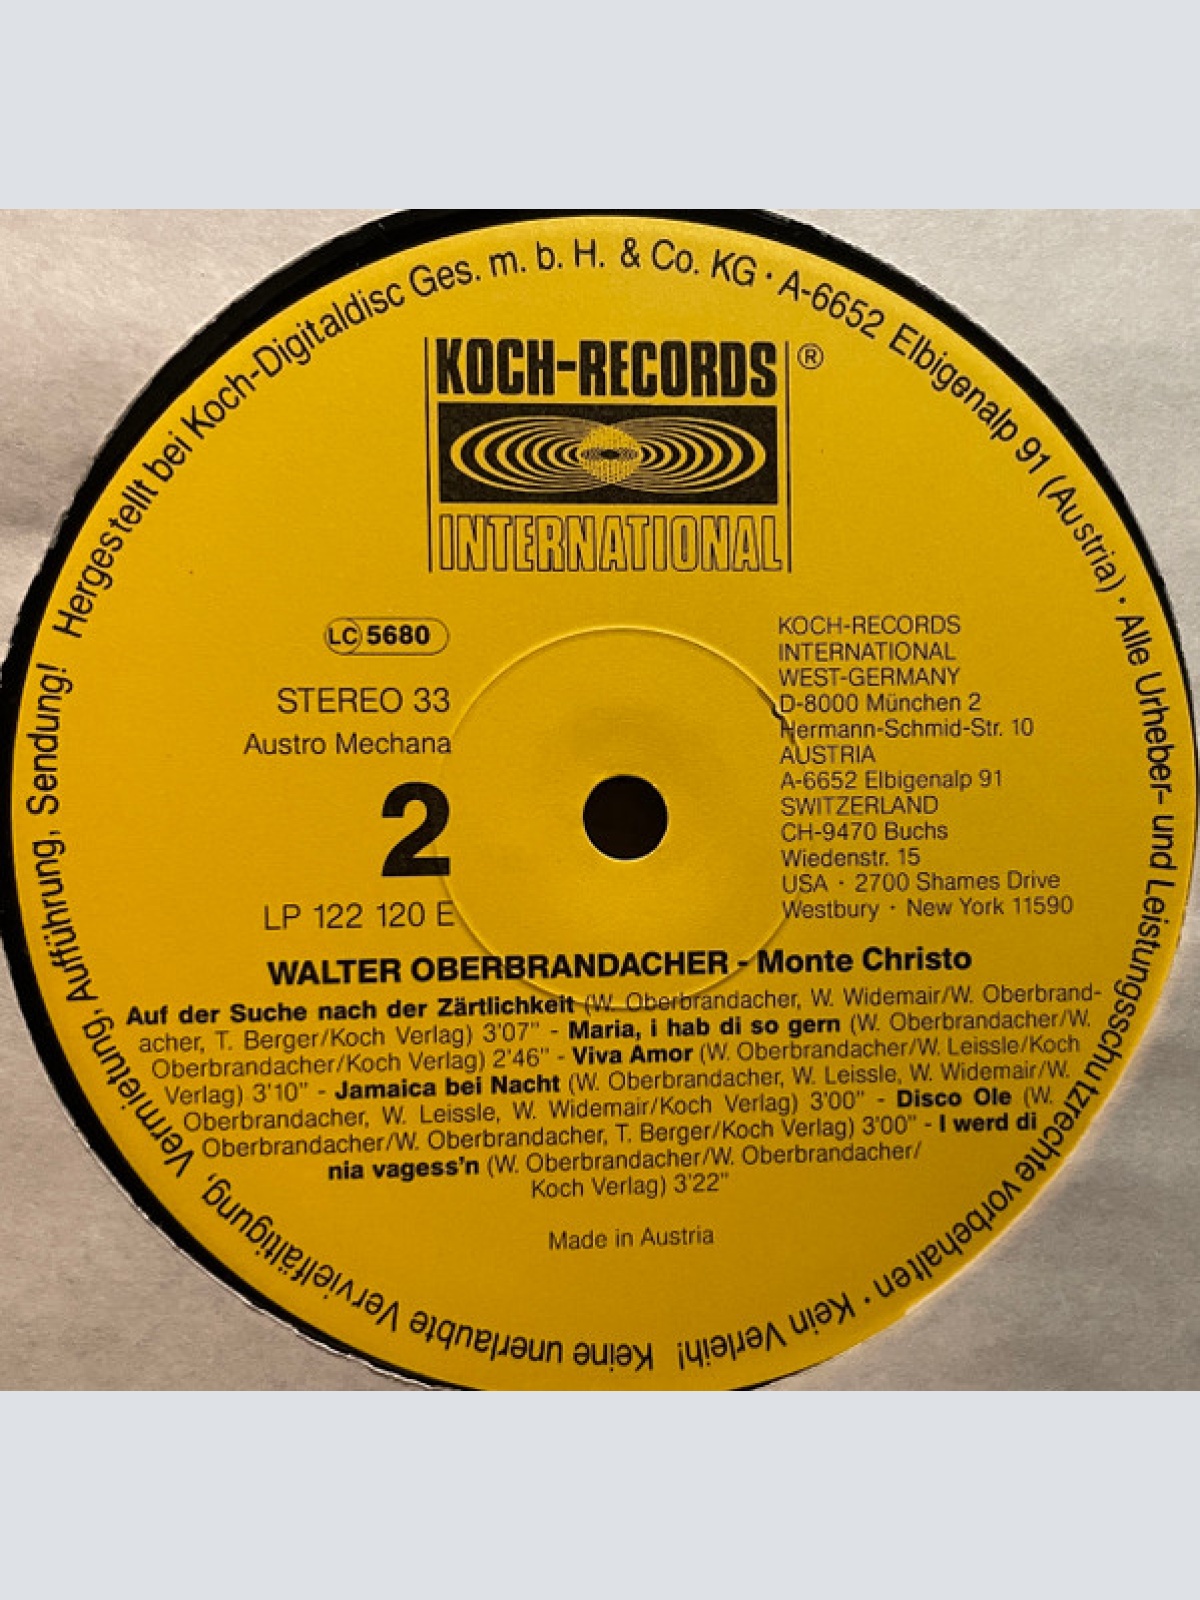 Hergestellt bei Koch-Digitaldisc Ges. m. b. H. & Co. KG · A-6652 Elbigenalp 91 (Austria) · Alle Urheber- und Leistungsschutzrechte vorbehalten · Kein Verleih! Keine unerlaubte Vervielfältigung, Vermietung, Aufführung, Sendung!
KOCH-RECORDS ®
INTERNATIONAL
LC 5680
STEREO 33
Austro Mechana
2
LP 122 120 E
KOCH-RECORDS
INTERNATIONAL
WEST-GERMANY
D-8000 München 2
Hermann-Schmid-Str. 10
AUSTRIA
A-6652 Elbigenalp 91
SWITZERLAND
CH-9470 Buchs
Wiedenstr. 15
USA · 2700 Shames Drive
Westbury · New York 11590
WALTER OBERBRANDACHER - Monte Christo
Auf der Suche nach der Zärtlichkeit (W. Oberbrandacher, W. Widemair/W. Oberbrand-
acher, T. Berger/Koch Verlag) 3'07" - Maria, i hab di so gern (W. Oberbrandacher/W.
Oberbrandacher/Koch Verlag) 2'46" - Viva Amor (W. Oberbrandacher/W. Leissle/Koch
Verlag) 3'10" - Jamaica bei Nacht (W. Oberbrandacher, W. Leissle, W. Widemair/W.
Oberbrandacher, W. Leissle, W. Widemair/Koch Verlag) 3'00" - Disco Ole (W.
Oberbrandacher/W. Oberbrandacher, T. Berger/Koch Verlag) 3'00" - I werd di
nia vagess'n (W. Oberbrandacher/W. Oberbrandacher/
Koch Verlag) 3'22"
Made in Austria